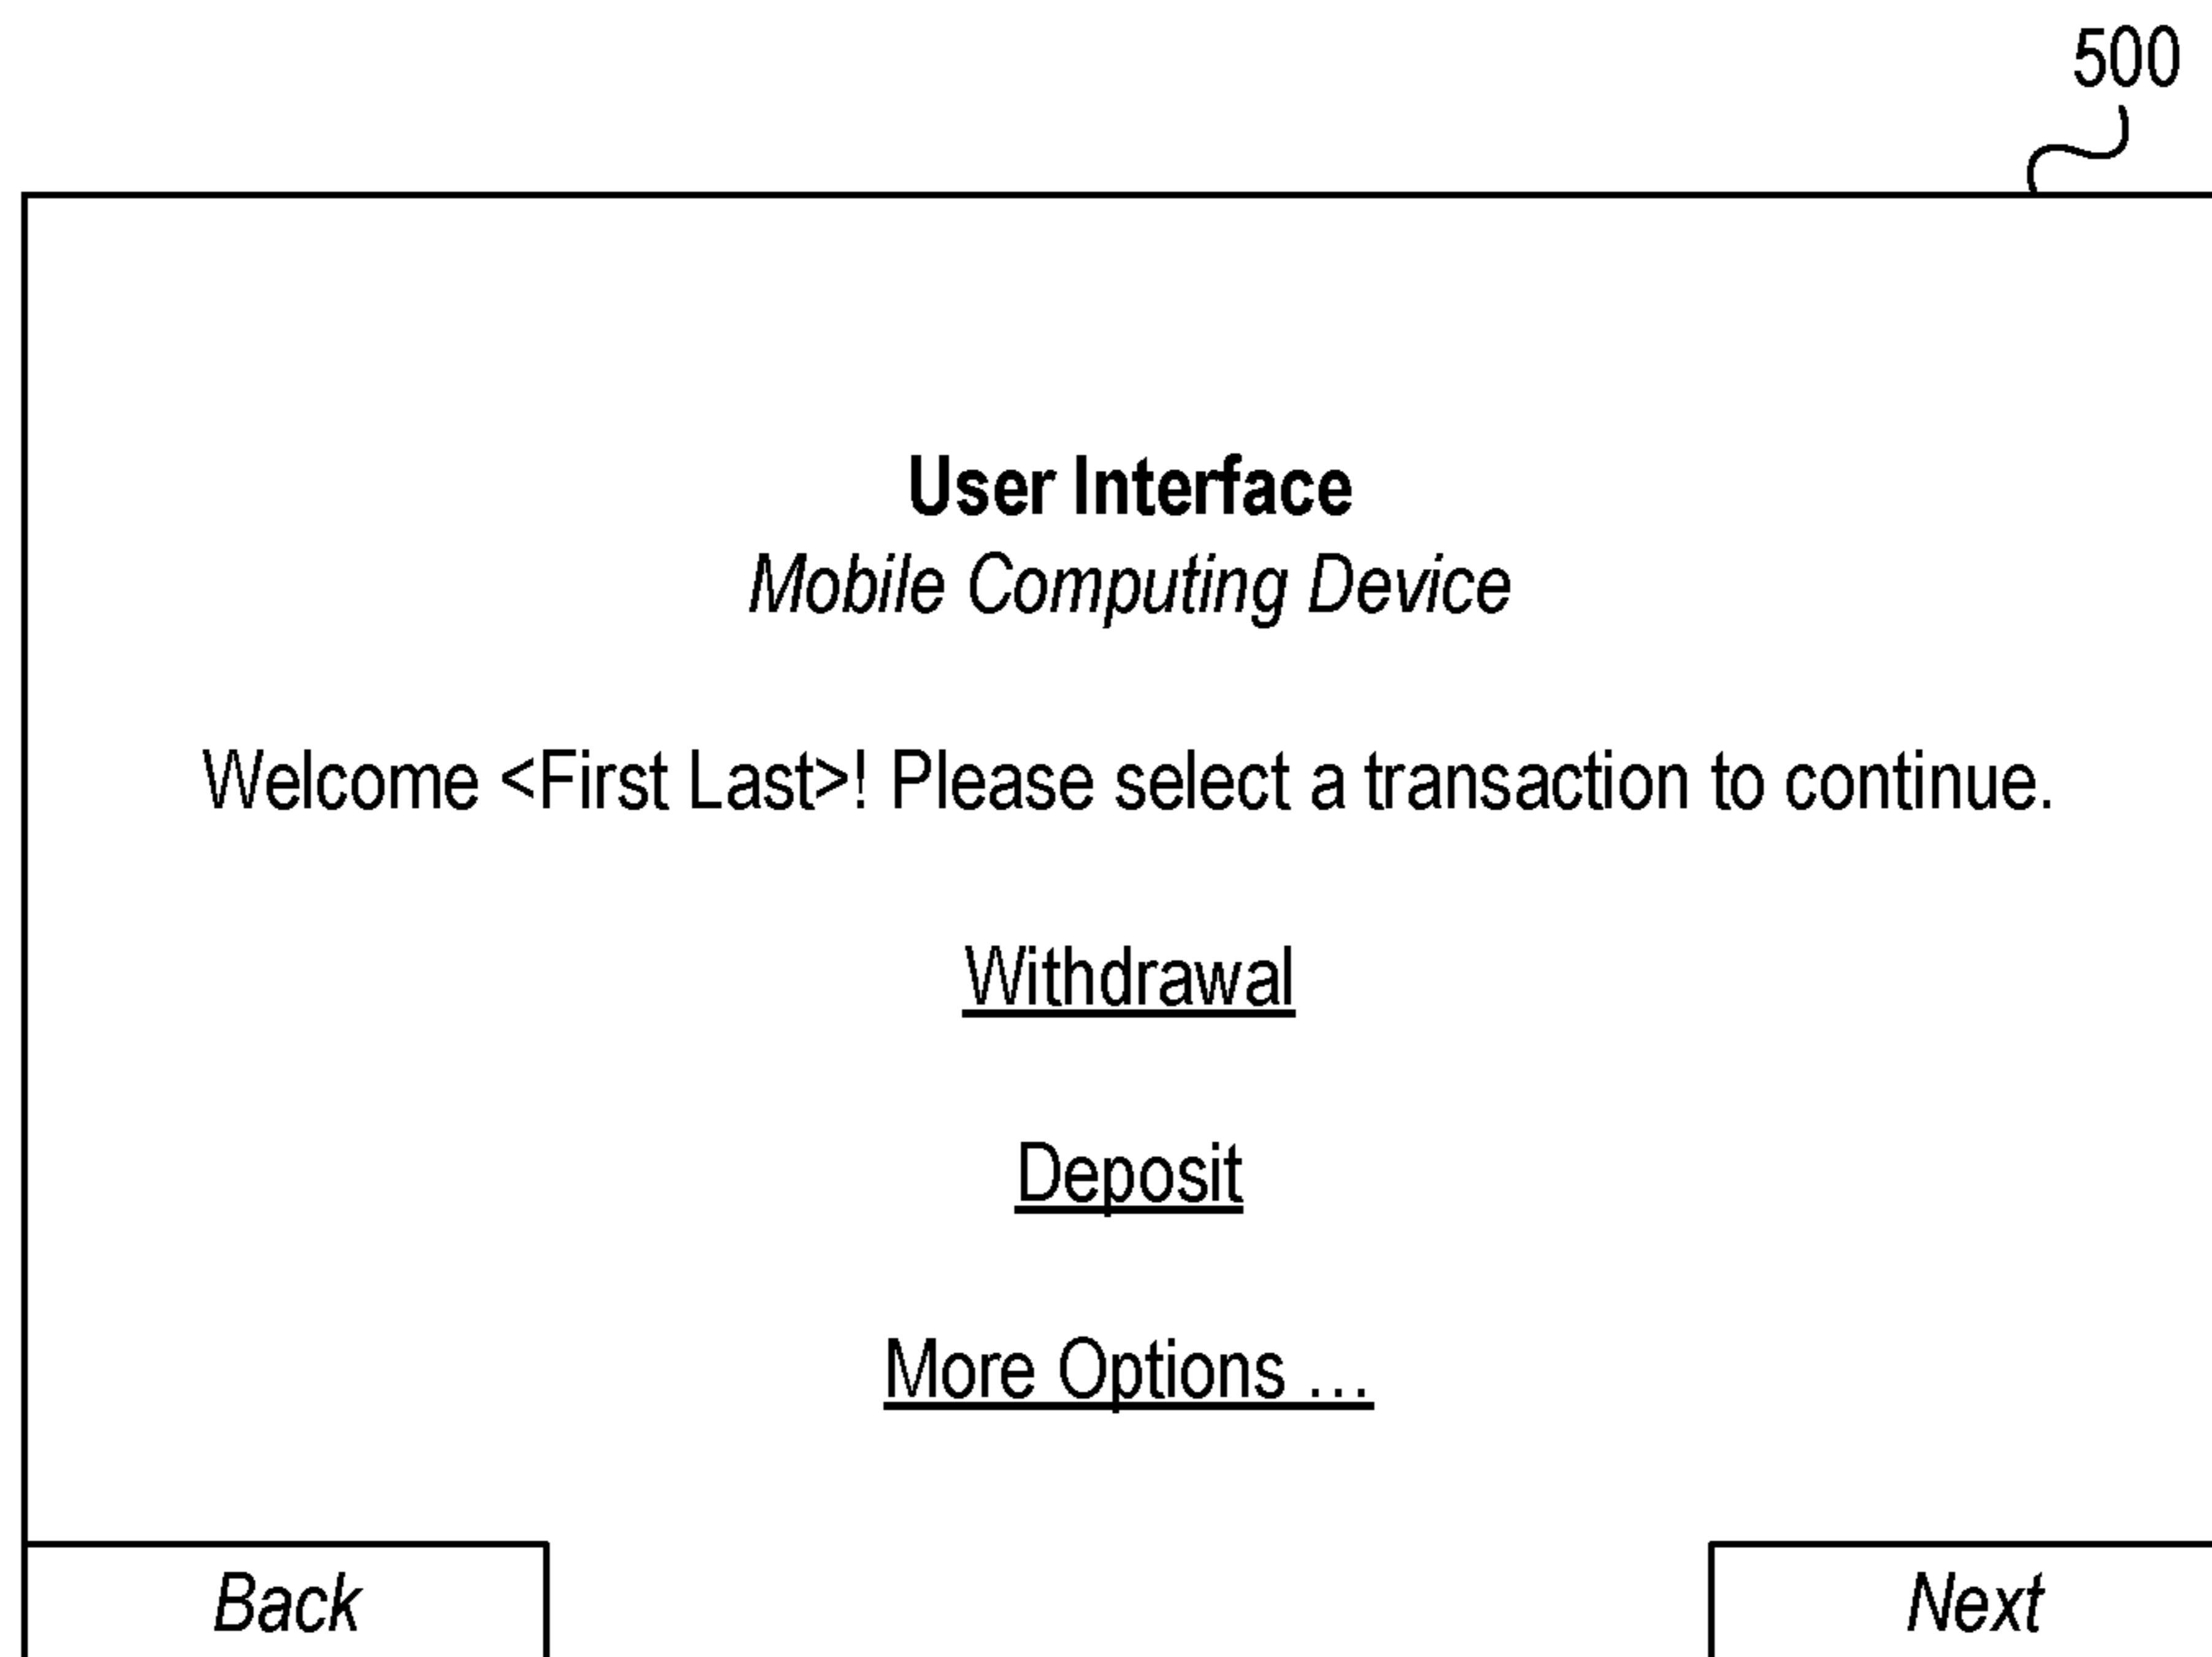 500
User Interface
Mobile Computing Device
Welcome <First Last>! Please select a transaction to continue.
Withdrawal
Deposit
More Options ...
Back
Next